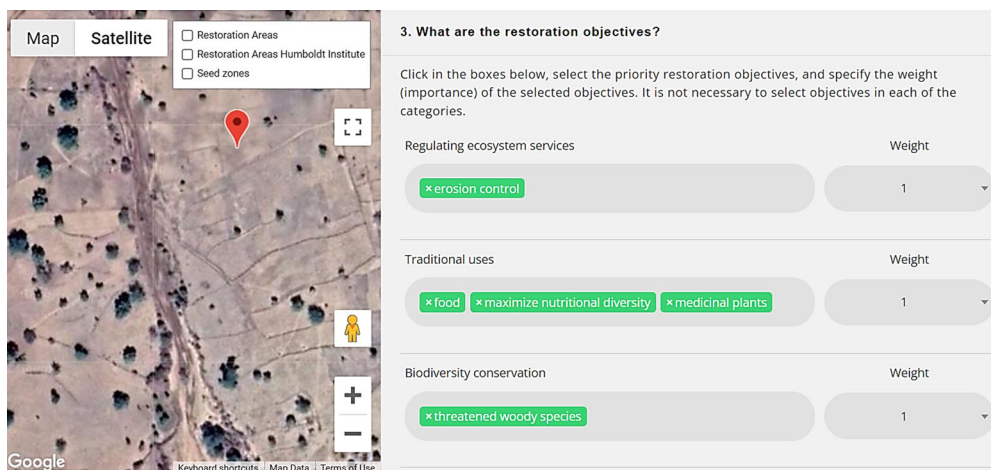 Map Satellite
Restoration Areas
Restoration Areas Humboldt Institute
Seed zones
Google
Keyboard shortcuts Map Data Terms of Use
3. What are the restoration objectives?
Click in the boxes below, select the priority restoration objectives, and specify the weight
(importance) of the selected objectives. It is not necessary to select objectives in each of the
categories.
Regulating ecosystem services Weight
× erosion control 1
Traditional uses Weight
× food × maximize nutritional diversity × medicinal plants 1
Biodiversity conservation Weight
× threatened woody species 1